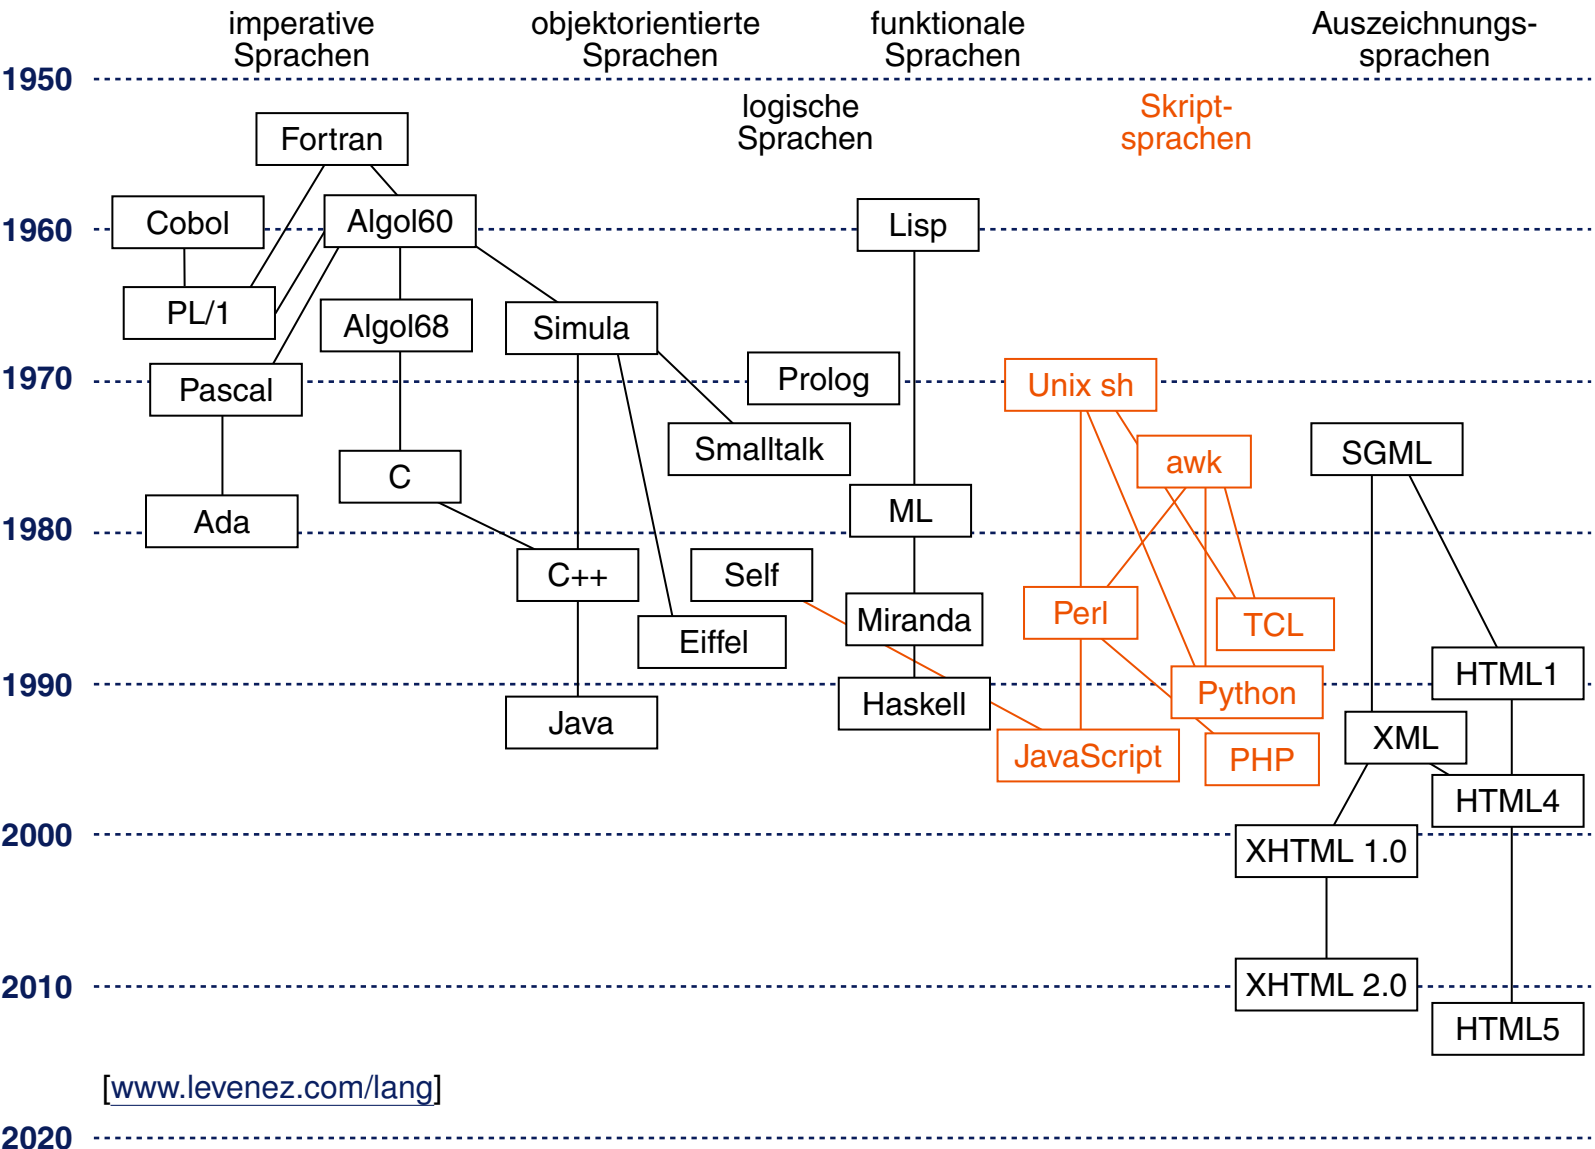 imperative
Sprachen
objektorientierte
Sprachen
funktionale
Sprachen
Auszeichnungs-
sprachen
1950
logische
Sprachen
Skript-
sprachen
Fortran
Cobol
Algol60
1960
Lisp
PL/1
Algol68
Simula
1970
Pascal
Prolog
Unix sh
Smalltalk
SGML
C
awk
ML
Ada
1980
C++
Self
Perl
Miranda
TCL
Eiffel
HTML1
1990
Python
Haskell
Java
XML
JavaScript
PHP
HTML4
2000
XHTML 1.0
2010
XHTML 2.0
HTML5
[www.levenez.com/lang]
2020